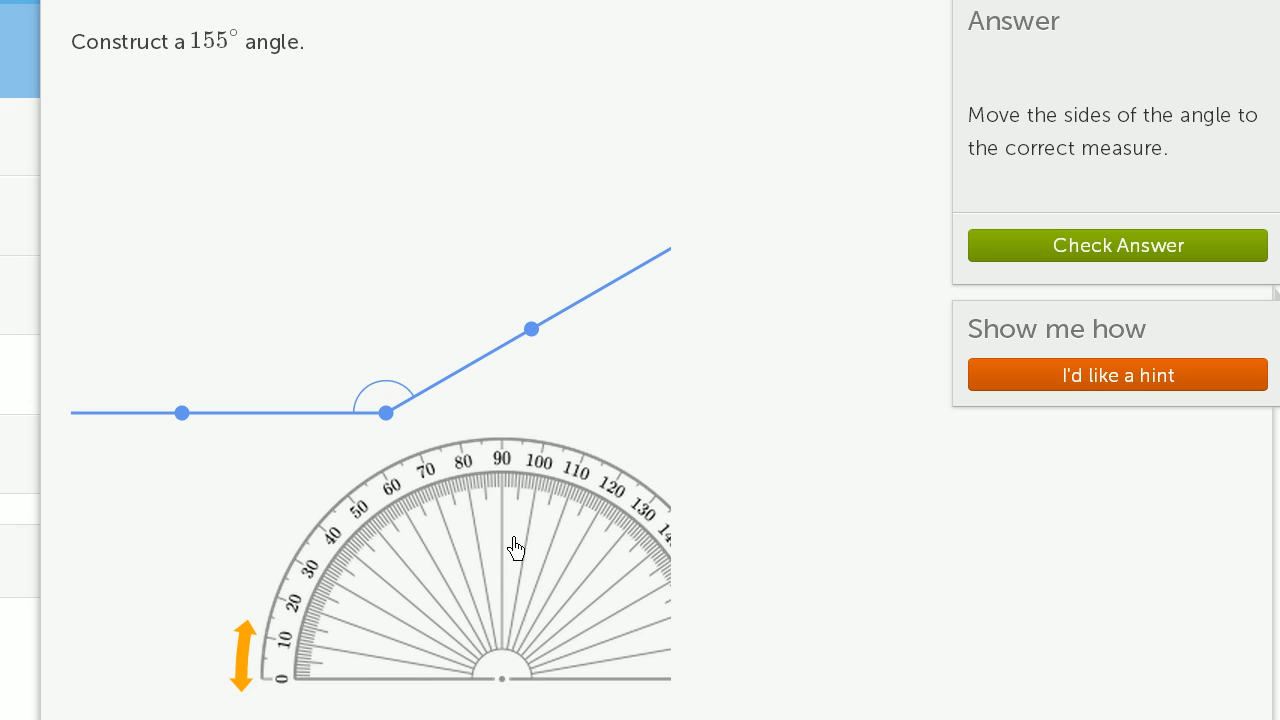 Construct a 155° angle.
Answer
Move the sides of the angle to
the correct measure.
Check Answer
Show me how
I'd like a hint
0
10
20
30
40
50
60
70
80
90
100
110
120
130